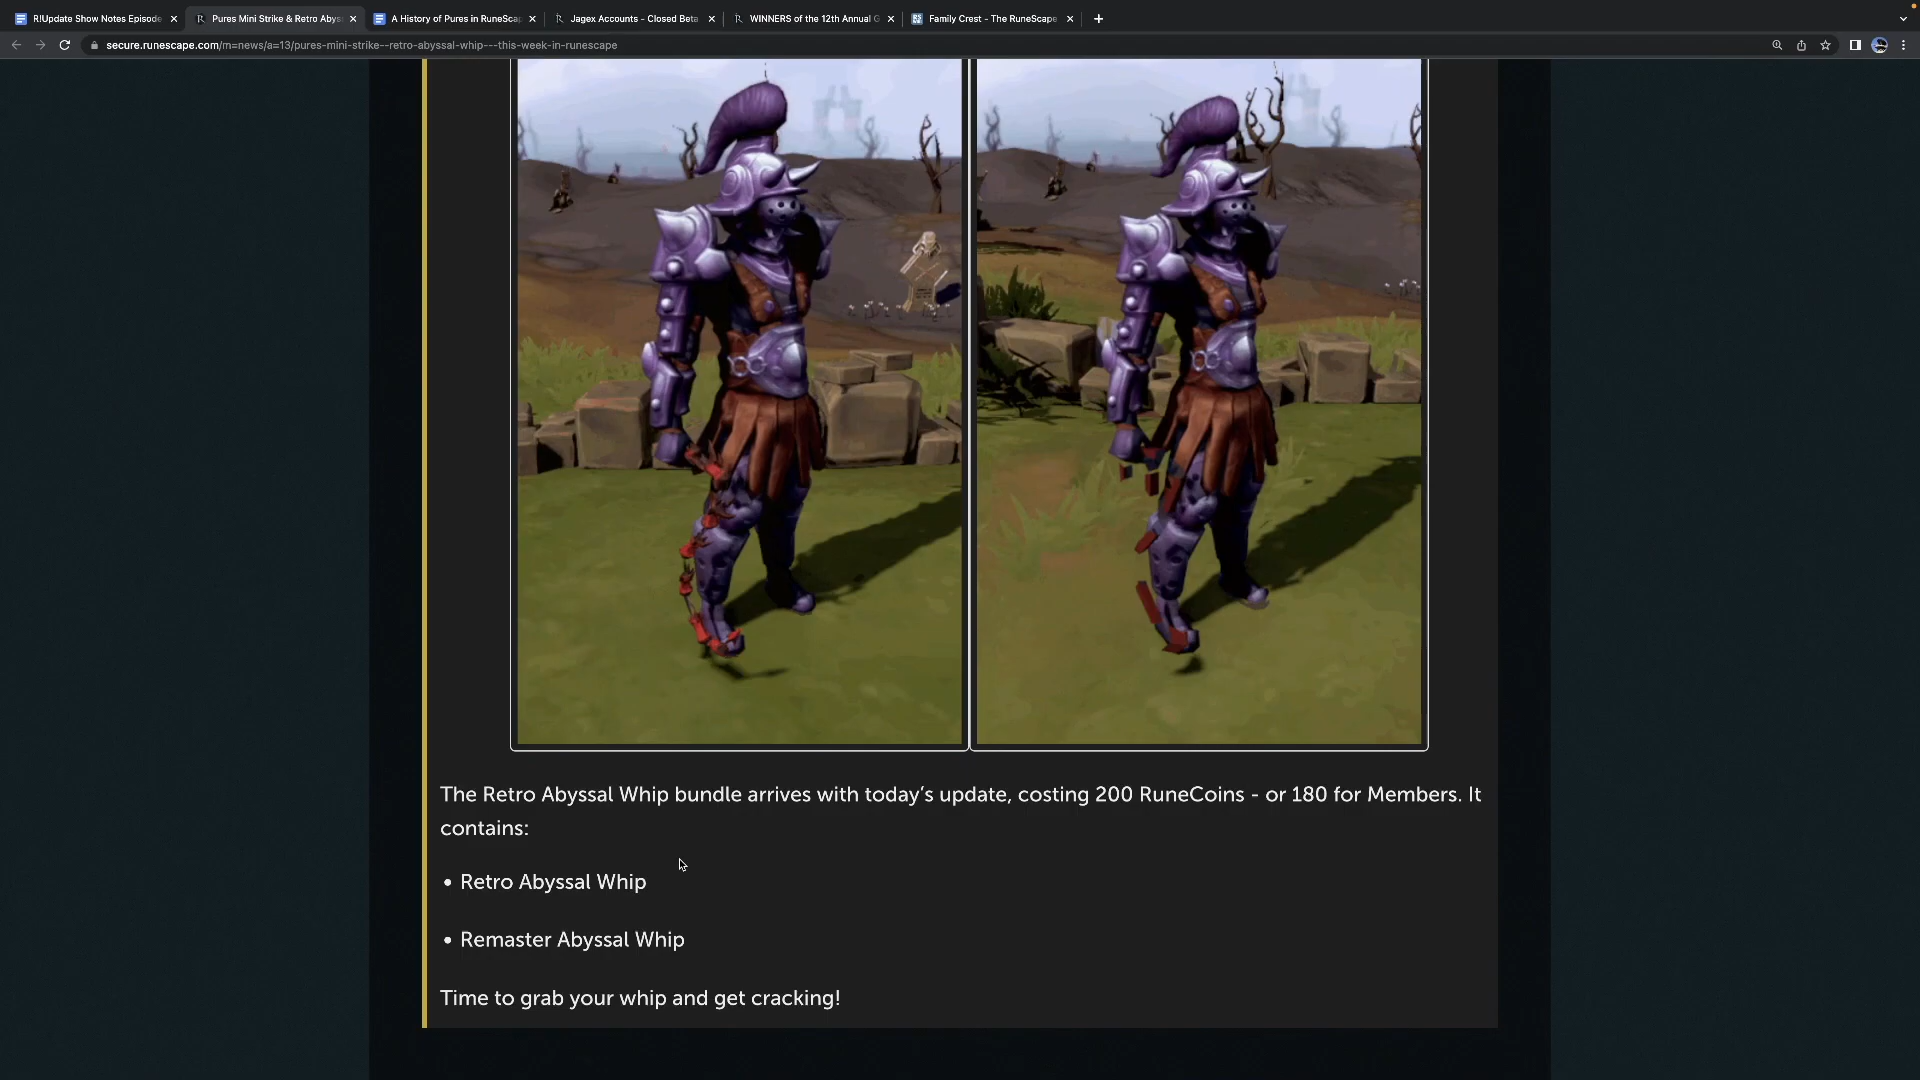 R!Update Show Notes Episode
Pures Mini Strike & Retro Abys
A History of Pures in RuneSca
Jagex Accounts - Closed Beta
WINNERS of the 12th Annual G
Family Crest - The RuneScape
secure.runescape.com/m=news/a=13/pures-mini-strike--retro-abyssal-whip---this-week-in-runescape
The Retro Abyssal Whip bundle arrives with today’s update, costing 200 RuneCoins - or 180 for Members. It
contains:
• Retro Abyssal Whip
• Remaster Abyssal Whip
Time to grab your whip and get cracking!